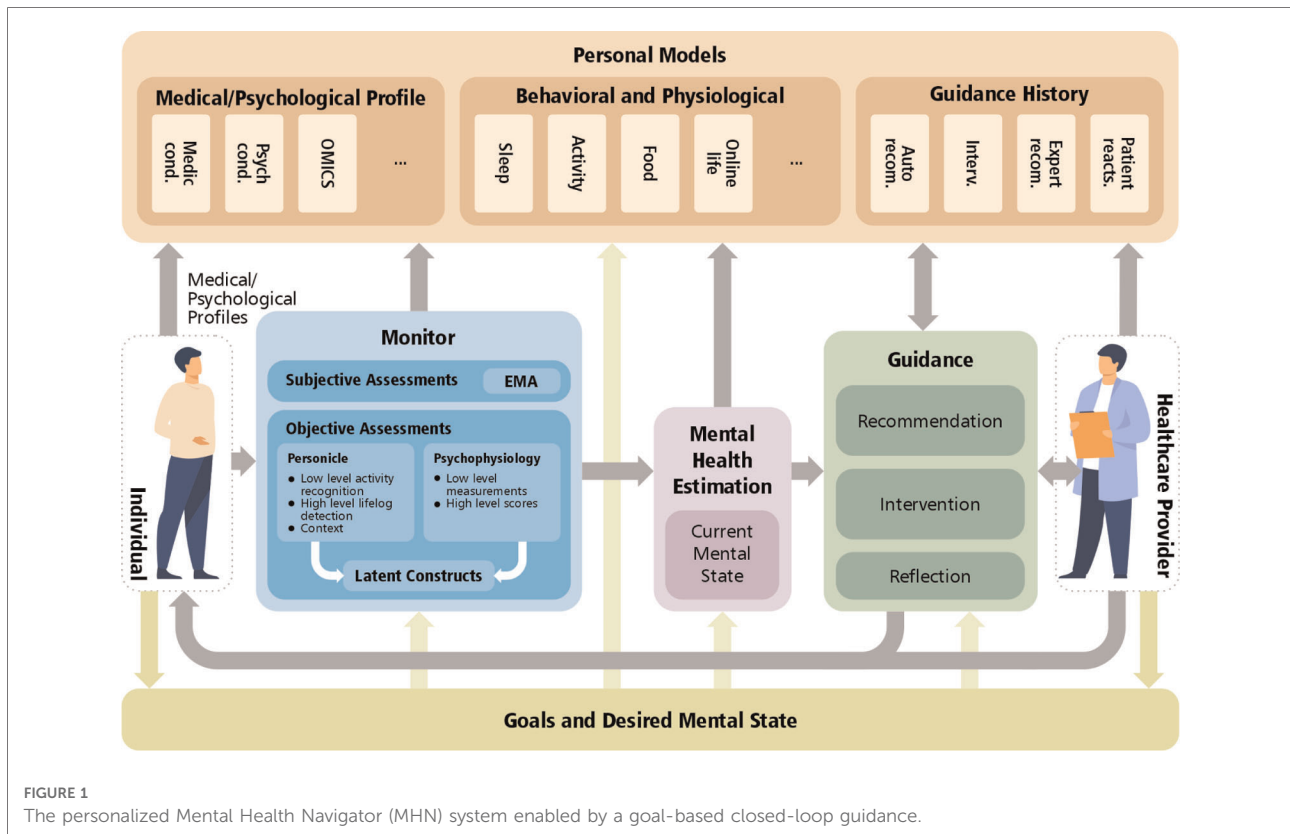 Personal Models
Medical/Psychological Profile
Medic
cond.
Psych
cond.
OMICS
...
Behavioral and Physiological
Sleep
Activity
Food
Online
life
...
Guidance History
Auto
recom.
Interv.
Expert
recom.
Patient
reacts.
Medical/
Psychological
Profiles
Individual
Monitor
Subjective Assessments
EMA
Objective Assessments
Personicle
● Low level activity
recognition
● High level lifelog
detection
● Context
Psychophysiology
● Low level
measurements
● High level scores
Latent Constructs
Mental
Health
Estimation
Current
Mental
State
Guidance
Recommendation
Intervention
Reflection
Healthcare Provider
Goals and Desired Mental State
FIGURE 1
The personalized Mental Health Navigator (MHN) system enabled by a goal-based closed-loop guidance.